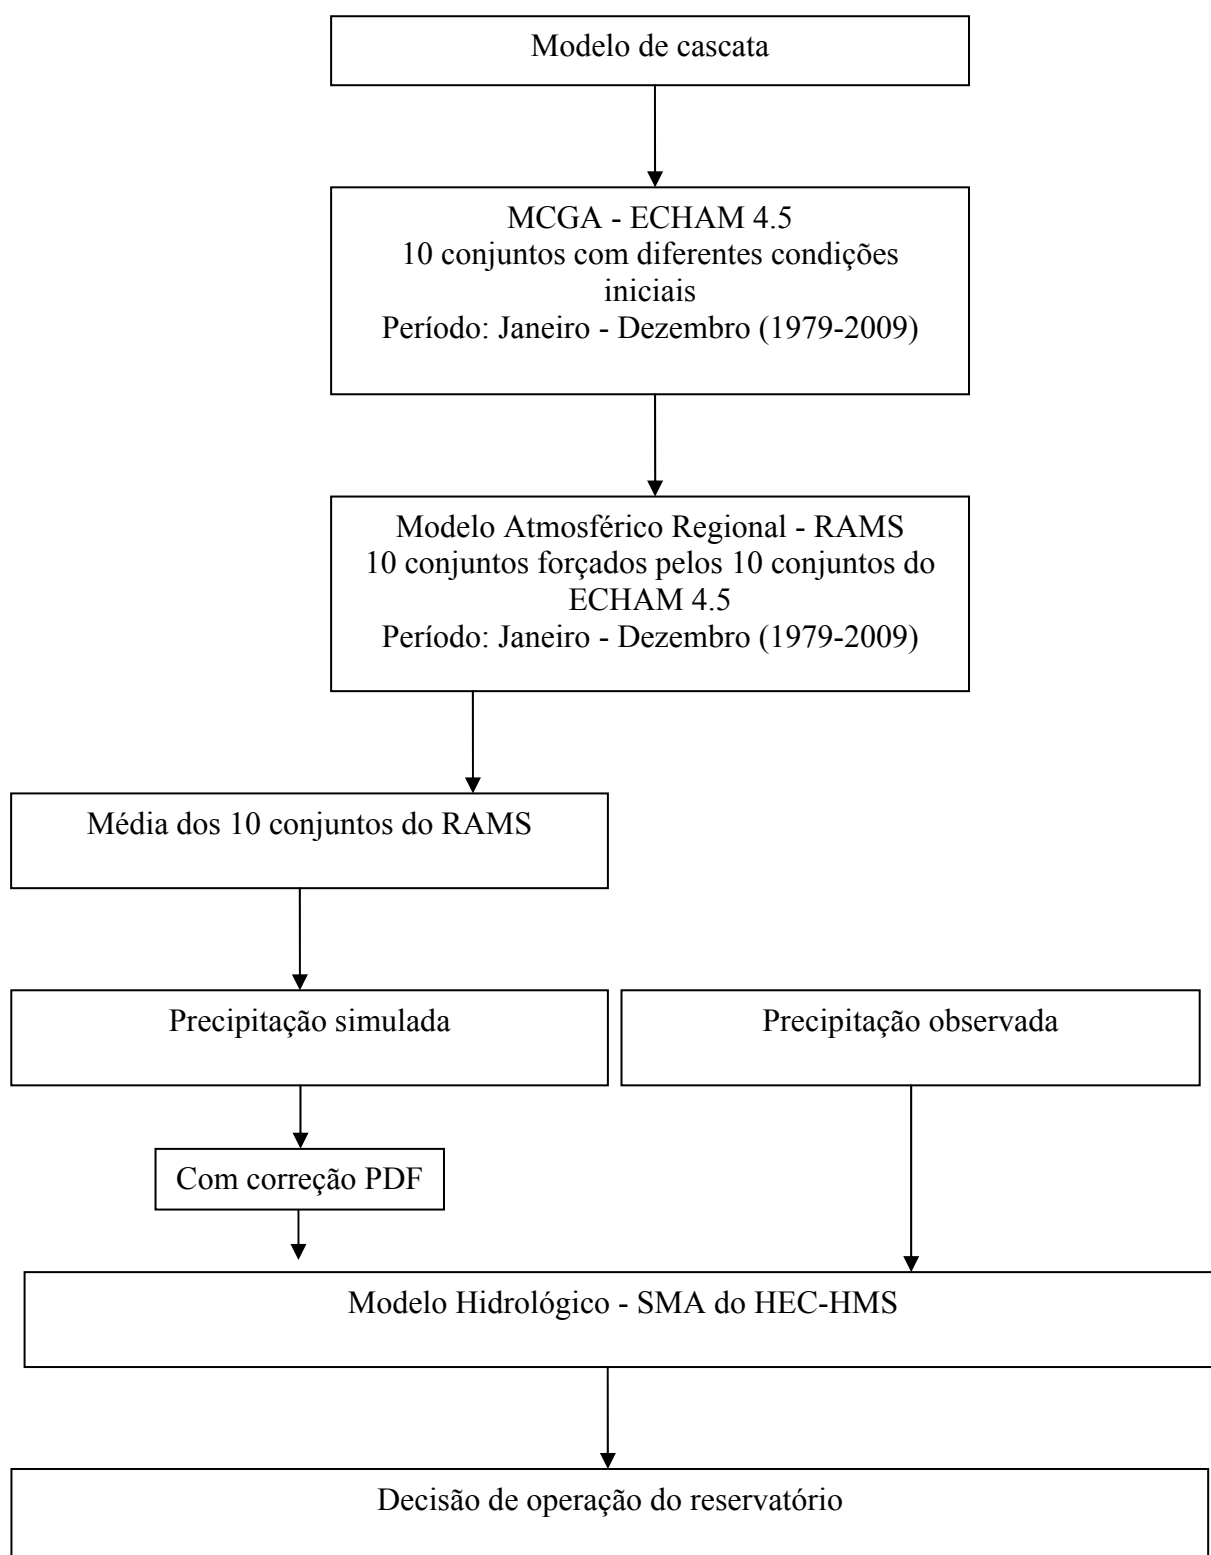 Modelo de cascata
MCGA - ECHAM 4.5
10 conjuntos com diferentes condições
iniciais
Período: Janeiro - Dezembro (1979-2009)
Modelo Atmosférico Regional - RAMS
10 conjuntos forçados pelos 10 conjuntos do
ECHAM 4.5
Período: Janeiro - Dezembro (1979-2009)
Média dos 10 conjuntos do RAMS
Precipitação simulada
Precipitação observada
Com correção PDF
Modelo Hidrológico - SMA do HEC-HMS
Decisão de operação do reservatório